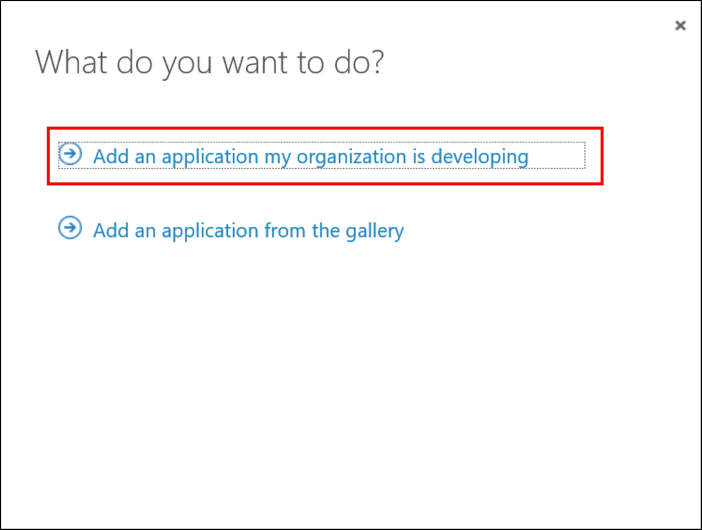 What do you want to do?
Add an application my organization is developing
Add an application from the gallery